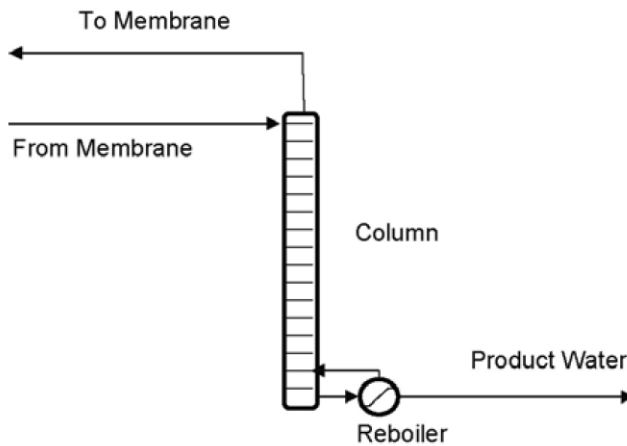 To Membrane
From Membrane
Column
Product Water
Reboiler